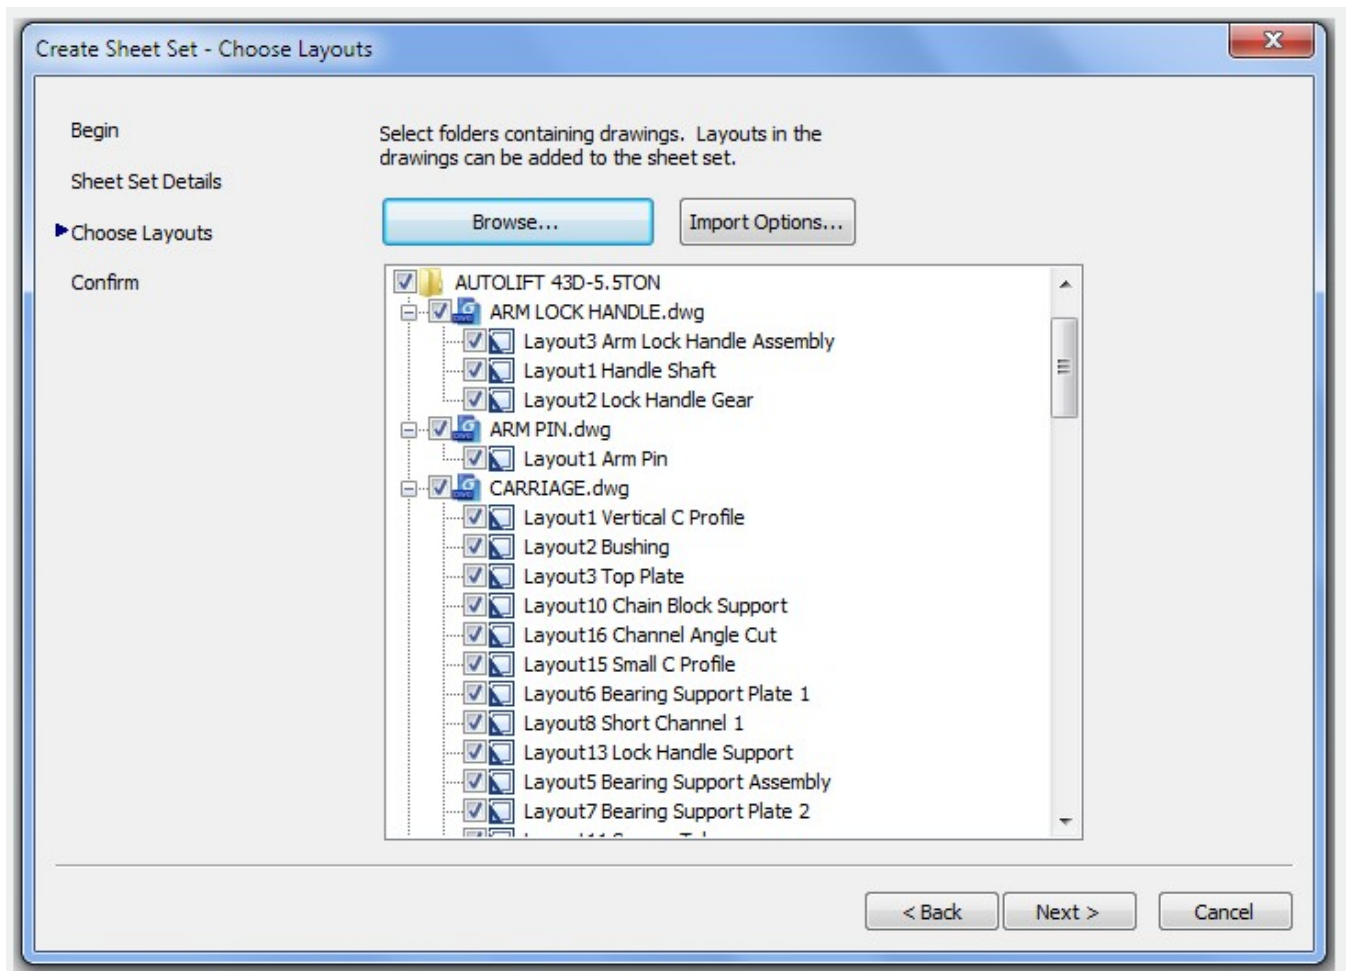 Create Sheet Set - Choose Layouts
Begin
Sheet Set Details
Choose Layouts
Confirm
Select folders containing drawings. Layouts in the
drawings can be added to the sheet set.
Browse...
Import Options...
AUTOLIFT 43D-5.5TON
ARM LOCK HANDLE.dwg
Layout3 Arm Lock Handle Assembly
Layout1 Handle Shaft
Layout2 Lock Handle Gear
ARM PIN.dwg
Layout1 Arm Pin
CARRIAGE.dwg
Layout1 Vertical C Profile
Layout2 Bushing
Layout3 Top Plate
Layout10 Chain Block Support
Layout16 Channel Angle Cut
Layout15 Small C Profile
Layout6 Bearing Support Plate 1
Layout8 Short Channel 1
Layout13 Lock Handle Support
Layout5 Bearing Support Assembly
Layout7 Bearing Support Plate 2
< Back
Next >
Cancel